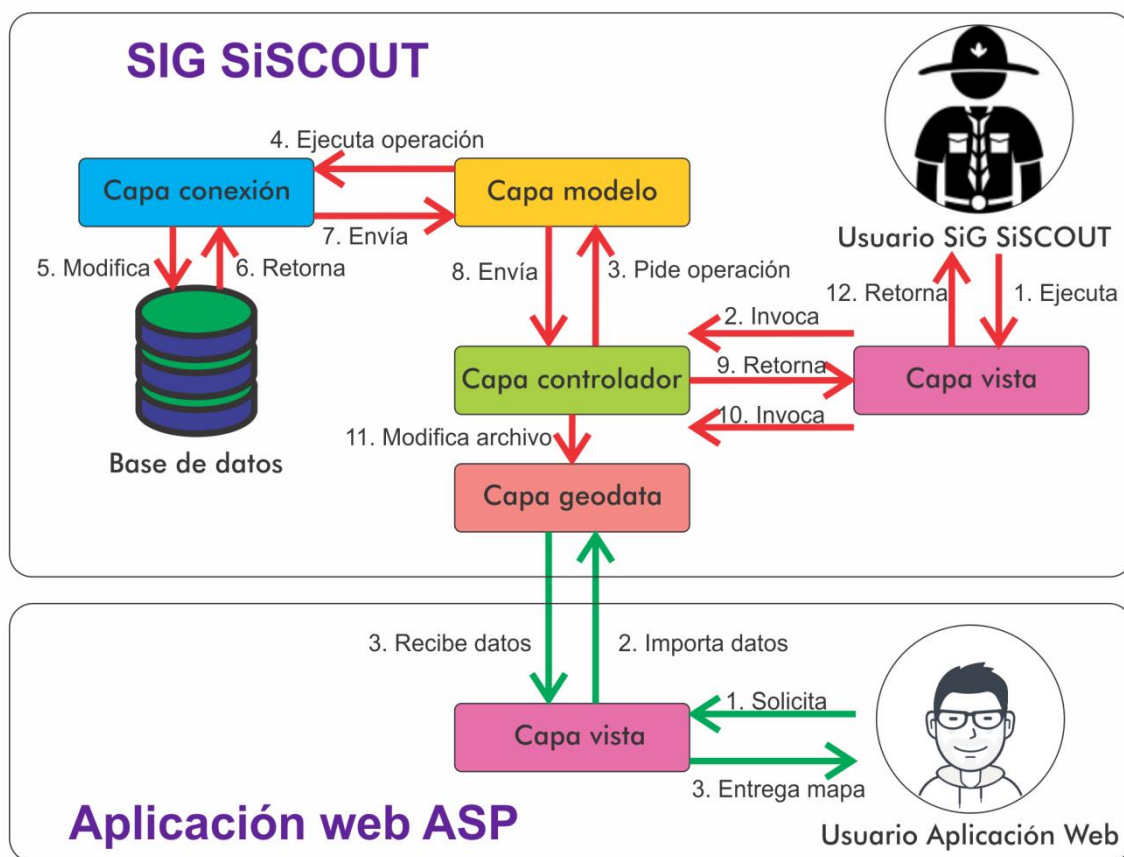 SIG SiSCOUT
4. Ejecuta operación
Capa conexión
Capa modelo
7. Envía
Usuario SiG SiSCOUT
5. Modifica
6. Retorna
8. Envía
3. Pide operación
12. Retorna
1. Ejecuta
2. Invoca
Capa controlador
9. Retorna
Capa vista
10. Invoca
11. Modifica archivo
Base de datos
Capa geodata
3. Recibe datos
2. Importa datos
1. Solicita
Capa vista
3. Entrega mapa
Aplicación web ASP
Usuario Aplicación Web